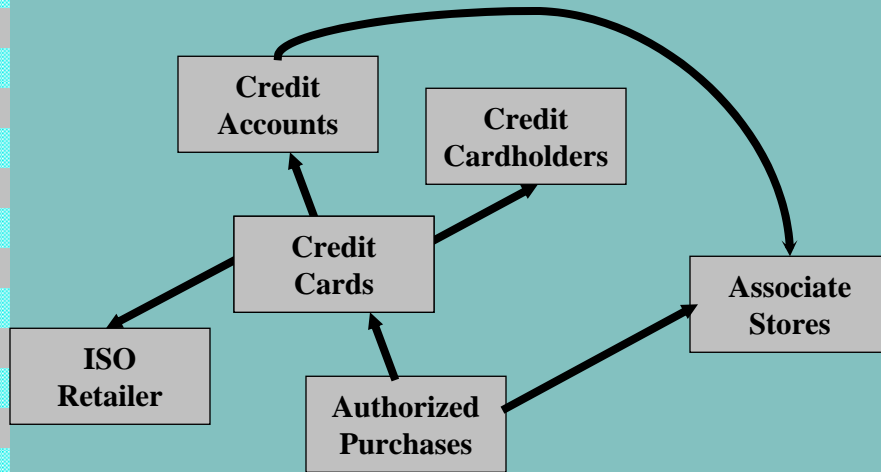 Credit
Accounts
Credit
Cardholders
Credit
Cards
Associate
Stores
ISO
Retailer
Authorized
Purchases